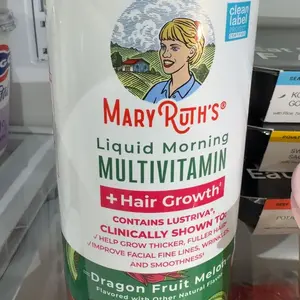 clean label
MARYRUTH'S®
Liquid Morning
MULTIVITAMIN
+Hair Growth*
CONTAINS LUSTRIVA®,
CLINICALLY SHOWN TO:
✓HELP GROW THICKER, FULLER HAIR
✓IMPROVE FACIAL FINE LINES, WRINKLES
AND SMOOTHNESS
Dragon Fruit Melon
Flavored with Other Natural Flavors